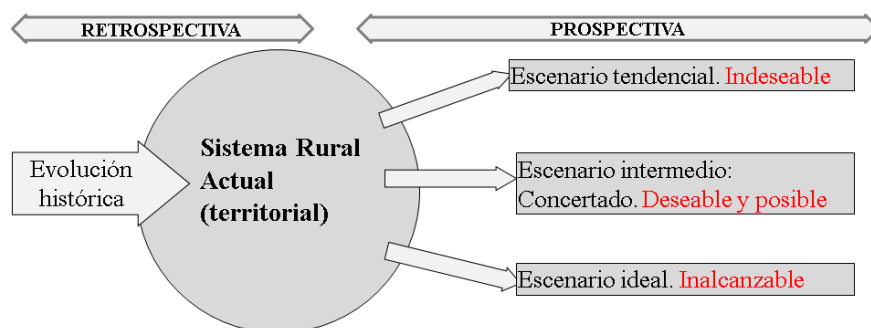 RETROSPECTIVA
PROSPECTIVA
Evolución
histórica
Sistema Rural
Actual
(territorial)
Escenario tendencial. Indeseable
Escenario intermedio:
Concertado. Deseable y posible
Escenario ideal. Inalcanzable